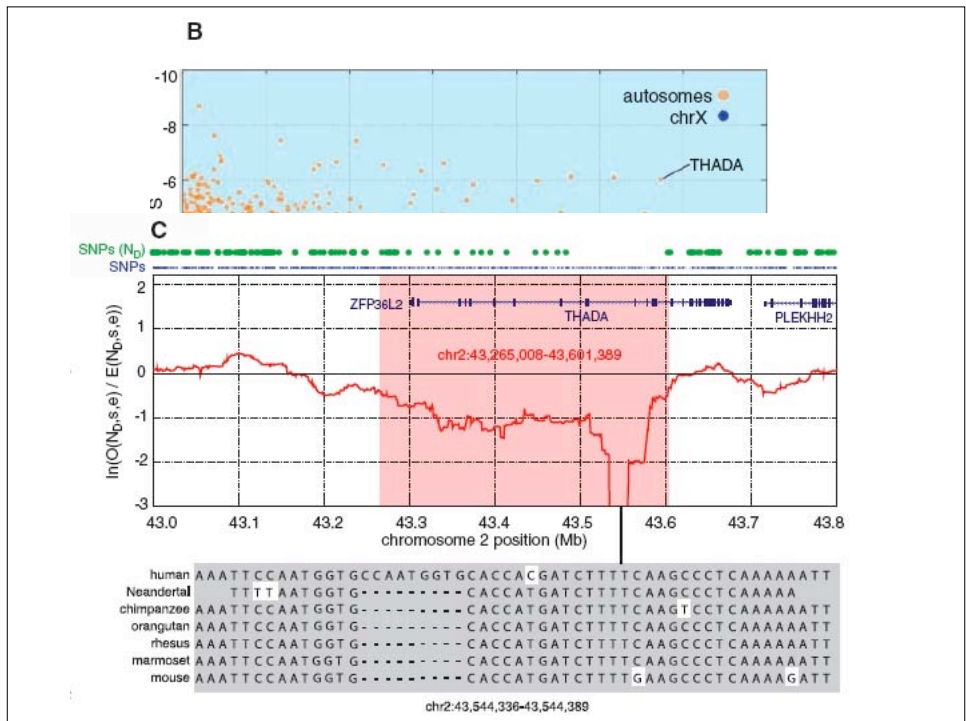 B
-10
-8
-6
S
autosomes
chrX
THADA
C
SNPs (N_D)
SNPs
2
1
0
-1
-2
-3
ln(O(N_D,s,e) / E(N_D,s,e))
ZFP36L2
THADA
PLEKHH2
chr2:43,265,008-43,601,389
43.0 43.1 43.2 43.3 43.4 43.5 43.6 43.7 43.8
chromosome 2 position (Mb)
human AAATTCCAATGGTGCCAATGGTGCACCACGATCTTTTCAAGCCCTCAAAAAATT
Neandertal TTTTAATGGTG---------CACCATGATCTTTTCAAGCCCTCAAAAA
chimpanzee AAATTCCAATGGTG---------CACCATGATCTTTTCAAGTCCTCAAAAAATT
orangutan AAATTCCAATGGTG---------CACCATGATCTTTTCAAGCCCTCAAAAAATT
rhesus AAATTCCAATGGTG---------CACCATGATCTTTTCAAGCCCTCAAAAAATT
marmoset AAATTCCAATGGTG---------CACCATGATCTTTTCAAGCCCTCAAAAAATT
mouse AAATTCCAATGGTG---------CACCATGATCTTTTGAAGCCCTCAAAAGATT
chr2:43,544,336-43,544,389